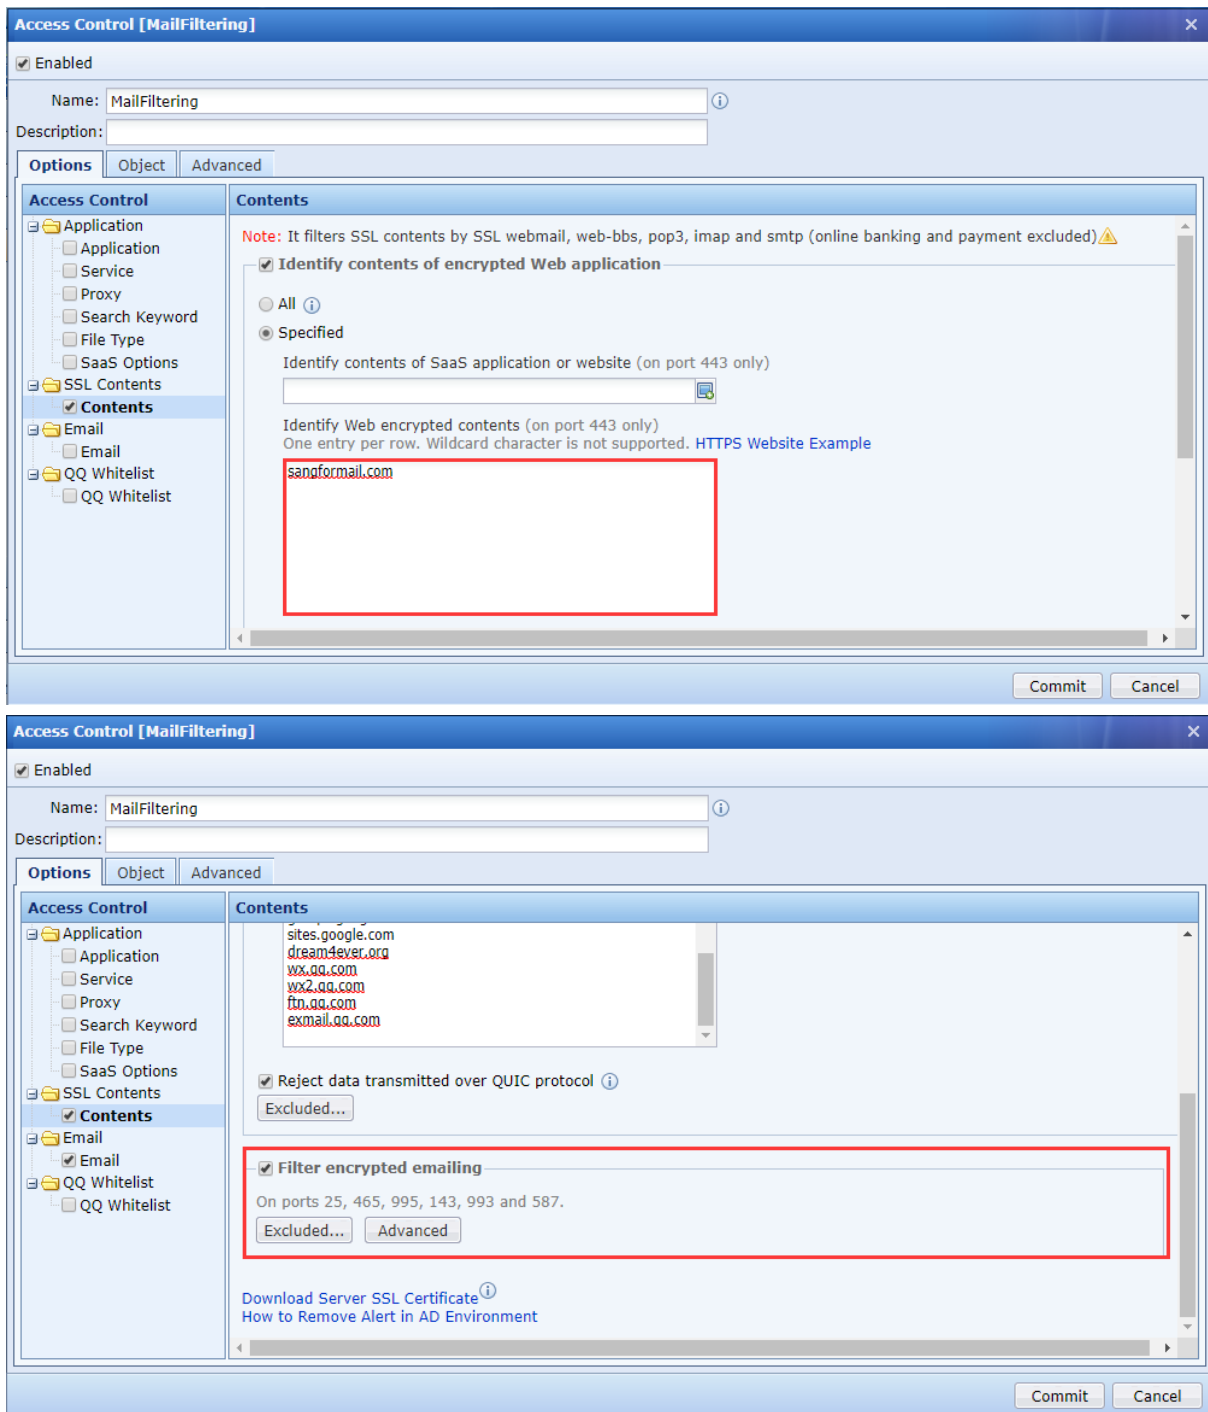 Access Control [MailFiltering]
Enabled
Name: MailFiltering
Description:
Options Object Advanced
Access Control
Application
Application
Service
Proxy
Search Keyword
File Type
SaaS Options
SSL Contents
Contents
Email
Email
QQ Whitelist
QQ Whitelist
Contents
Note: It filters SSL contents by SSL webmail, web-bbs, pop3, imap and smtp (online banking and payment excluded)
Identify contents of encrypted Web application
All
Specified
Identify contents of SaaS application or website (on port 443 only)
Identify Web encrypted contents (on port 443 only)
One entry per row. Wildcard character is not supported. HTTPS Website Example
sangformail.com
Commit Cancel
Access Control [MailFiltering]
Enabled
Name: MailFiltering
Description:
Options Object Advanced
Access Control
Application
Application
Service
Proxy
Search Keyword
File Type
SaaS Options
SSL Contents
Contents
Email
Email
QQ Whitelist
QQ Whitelist
Contents
sites.google.com
dream4ever.org
wx.qq.com
wx2.qq.com
ftn.qq.com
exmail.qq.com
Reject data transmitted over QUIC protocol
Excluded...
Filter encrypted emailing
On ports 25, 465, 995, 143, 993 and 587.
Excluded... Advanced
Download Server SSL Certificate
How to Remove Alert in AD Environment
Commit Cancel